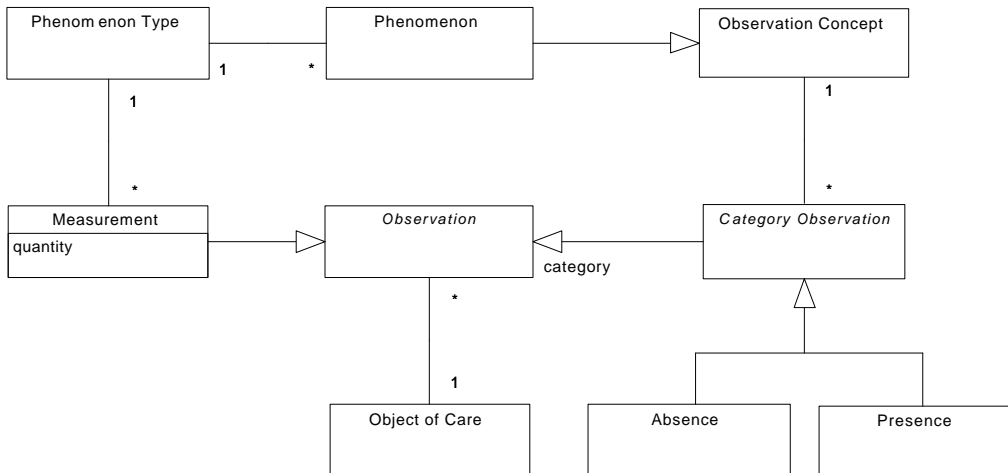 Phenom enon Type
Phenomenon
Observation Concept
1
*
1
1
*
*
Measurement
Observation
Category Observation
quantity
category
*
1
Object of Care
Absence
Presence